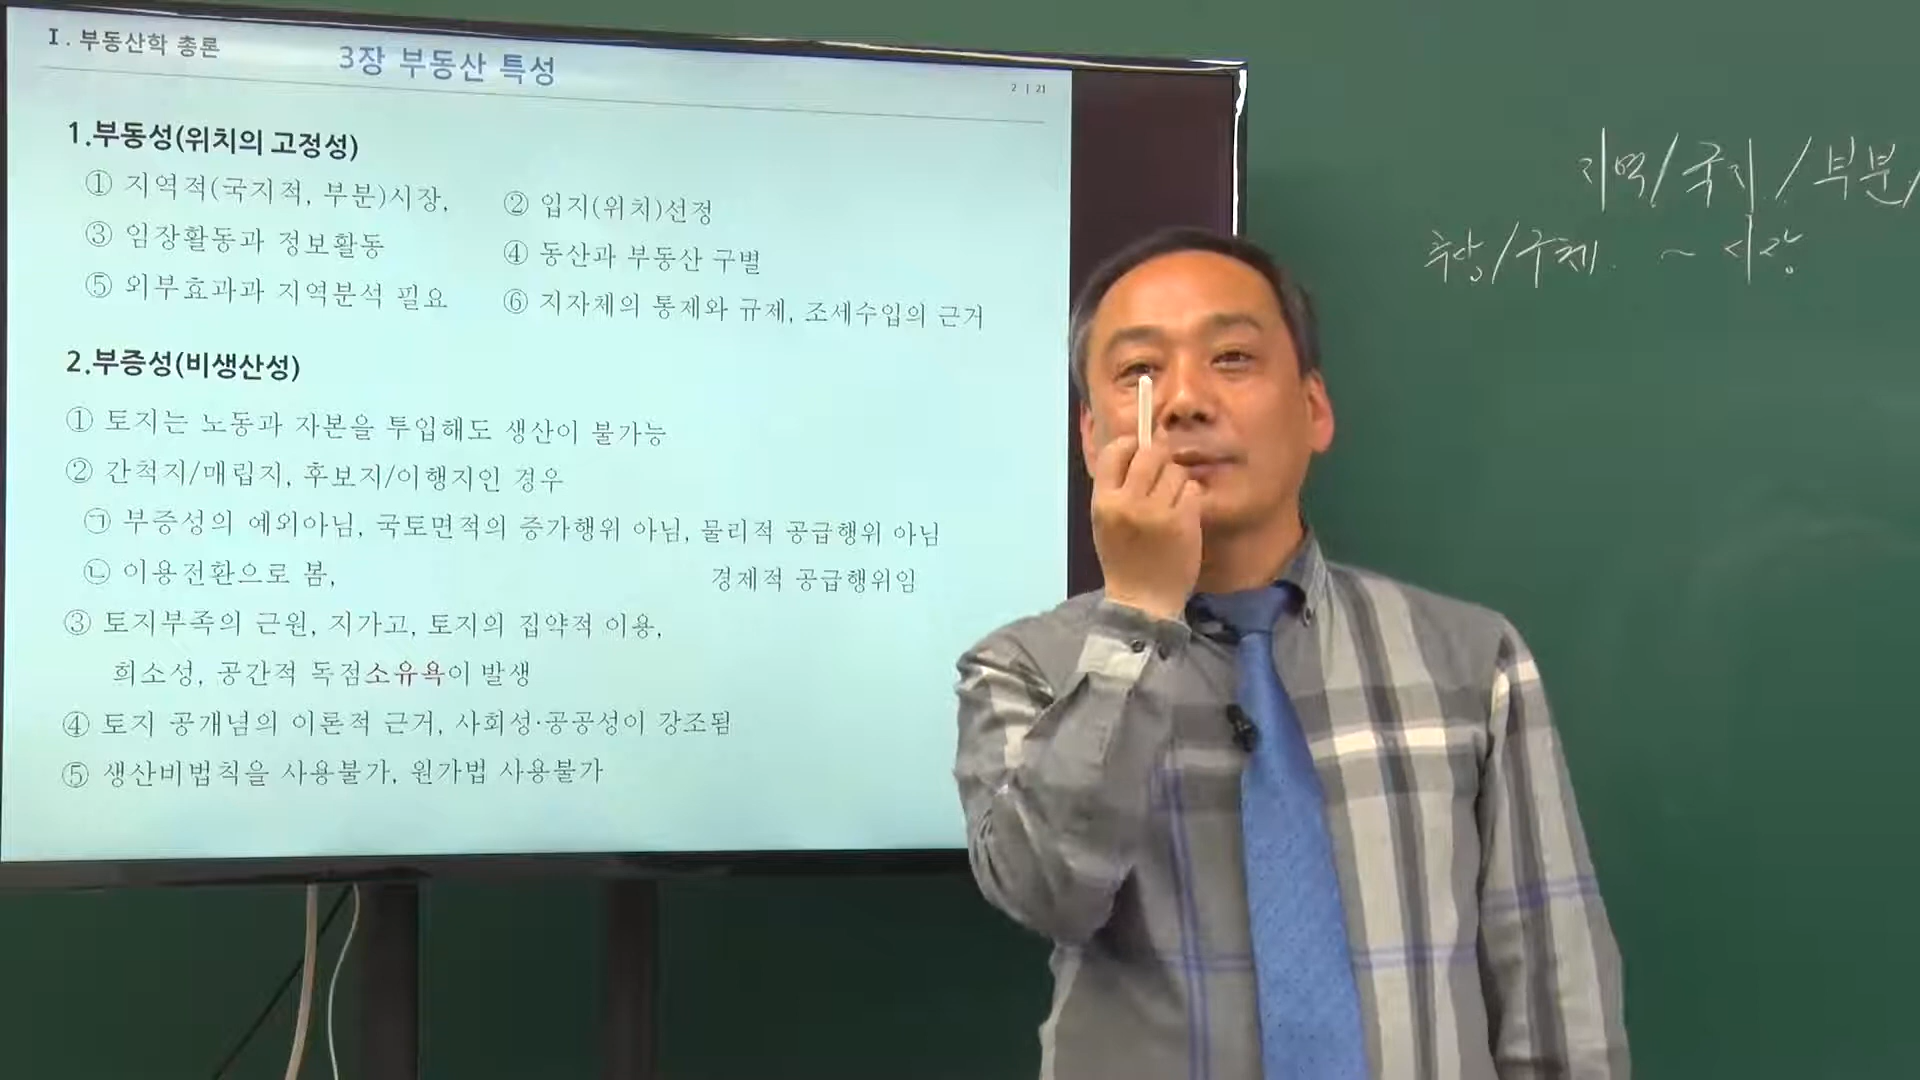 Ⅰ. 부동산학 총론
3장 부동산 특성
2 | 21
1.부동성(위치의 고정성)
① 지역적(국지적, 부분)시장, ② 입지(위치)선정
③ 임장활동과 정보활동 ④ 동산과 부동산 구별
⑤ 외부효과과 지역분석 필요 ⑥ 지자체의 통제와 규제, 조세수입의 근거
2.부증성(비생산성)
① 토지는 노동과 자본을 투입해도 생산이 불가능
② 간척지/매립지, 후보지/이행지인 경우
㉠ 부증성의 예외아님, 국토면적의 증가행위 아님, 물리적 공급행위 아님
㉡ 이용전환으로 봄, 경제적 공급행위임
③ 토지부족의 근원, 지가고, 토지의 집약적 이용,
희소성, 공간적 독점소유욕이 발생
④ 토지 공개념의 이론적 근거, 사회성·공공성이 강조됨
⑤ 생산비법칙을 사용불가, 원가법 사용불가
지역/국지/부분/
추상/구체. ~ 시장